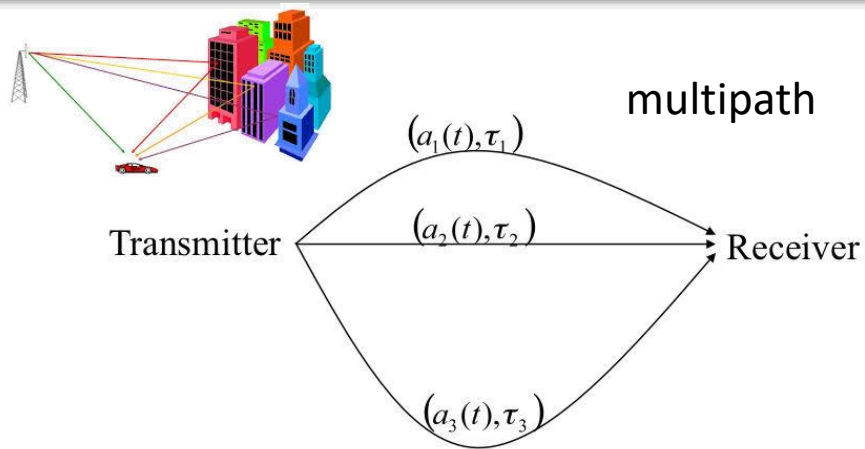 multipath
(a₁(t),τ₁)
Transmitter (a₂(t),τ₂) Receiver
(a₃(t),τ₃)